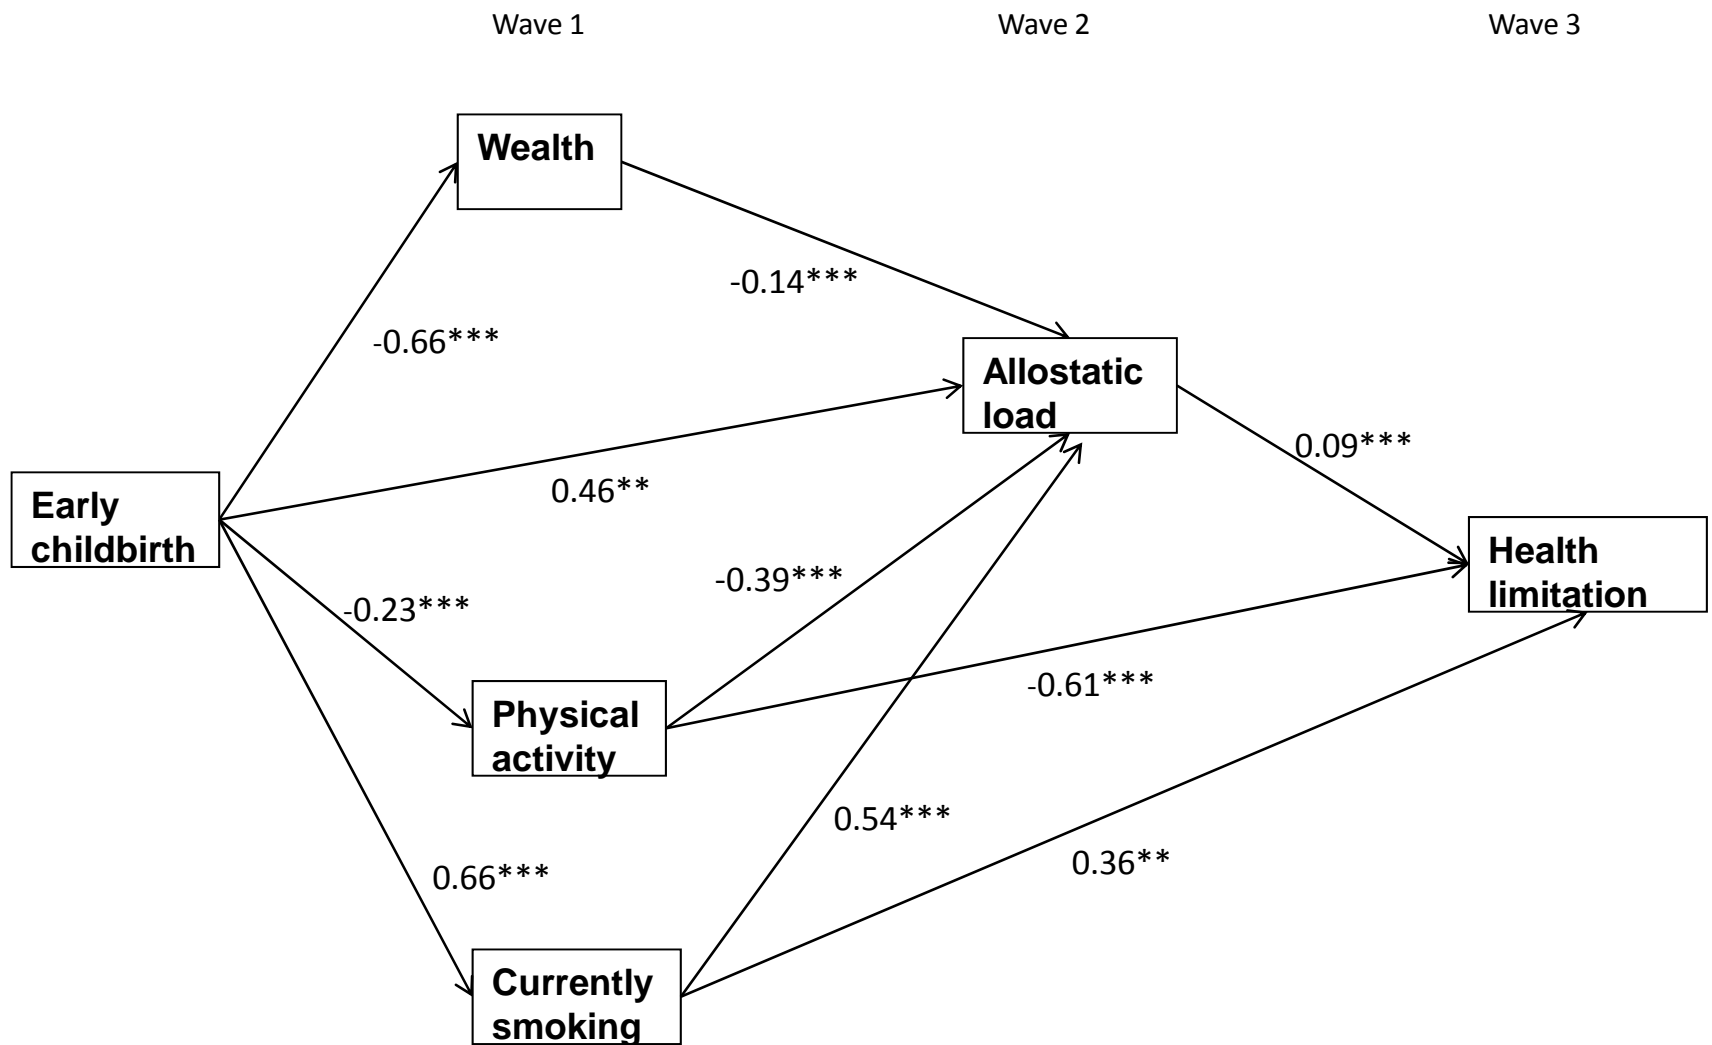 Wave 1
Wave 2
Wave 3
Wealth
-0.14***
-0.66***
Allostatic
load
0.09***
0.46**
Early
childbirth
Health
limitation
-0.39***
-0.23***
-0.61***
Physical
activity
0.54***
0.36**
0.66***
Currently
smoking